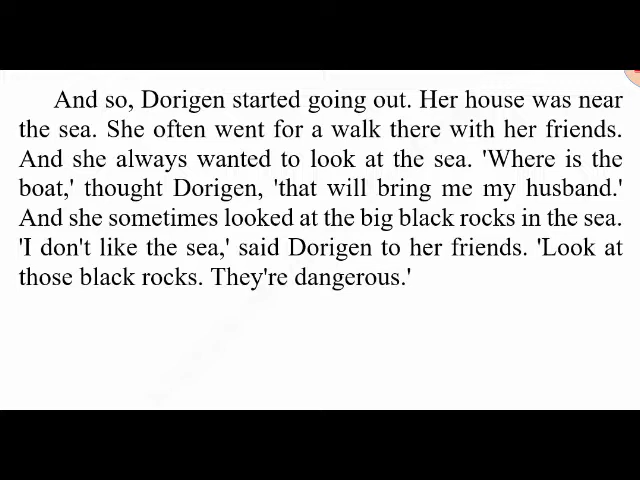 And so, Dorigen started going out. Her house was near
the sea. She often went for a walk there with her friends.
And she always wanted to look at the sea. 'Where is the
boat,' thought Dorigen, 'that will bring me my husband.'
And she sometimes looked at the big black rocks in the sea.
'I don't like the sea,' said Dorigen to her friends. 'Look at
those black rocks. They're dangerous.'